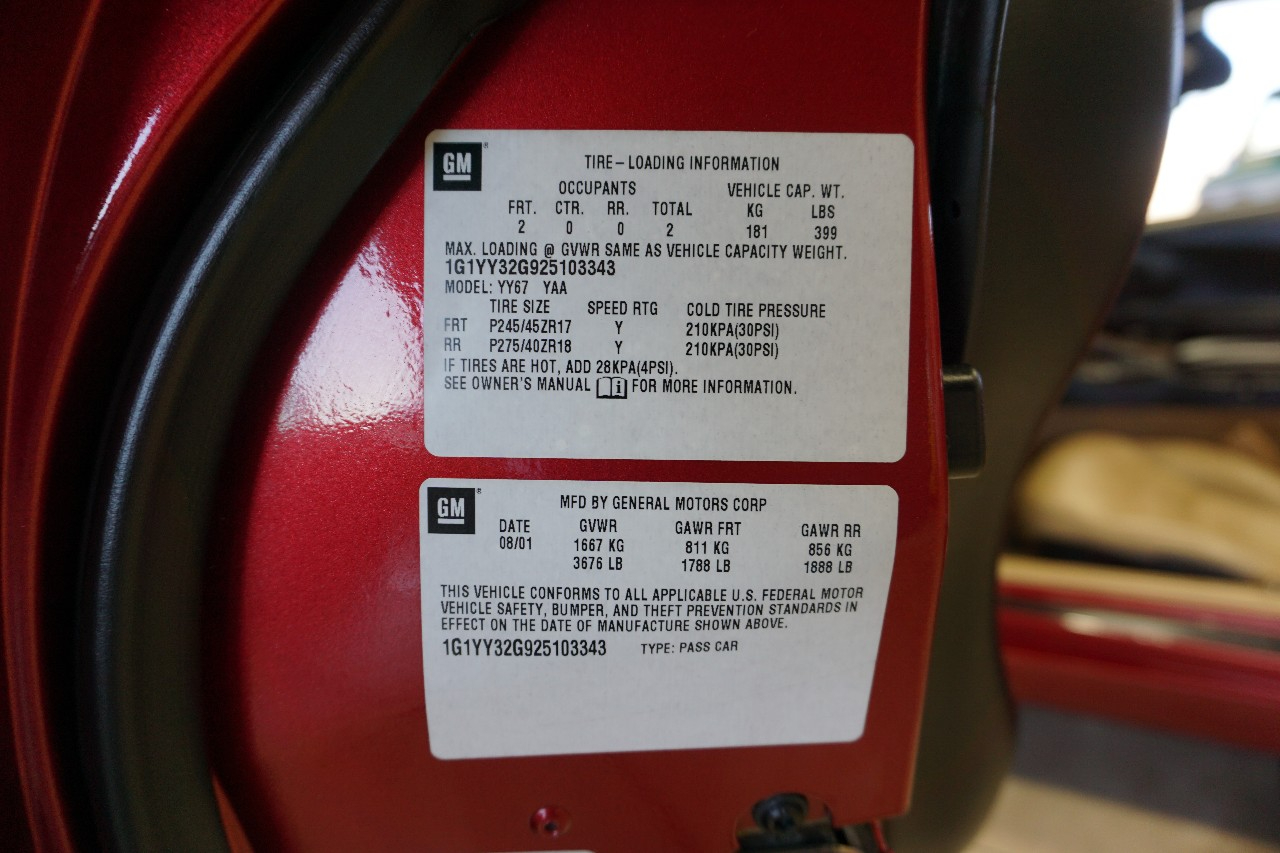 GM ® TIRE–LOADING INFORMATION
OCCUPANTS VEHICLE CAP. WT.
FRT. CTR. RR. TOTAL KG LBS
2 0 0 2 181 399
MAX. LOADING @ GVWR SAME AS VEHICLE CAPACITY WEIGHT.
1G1YY32G925103343
MODEL: YY67 YAA
TIRE SIZE SPEED RTG COLD TIRE PRESSURE
FRT P245/45ZR17 Y 210KPA(30PSI)
RR P275/40ZR18 Y 210KPA(30PSI)
IF TIRES ARE HOT, ADD 28KPA(4PSI).
SEE OWNER'S MANUAL i FOR MORE INFORMATION.
GM ® MFD BY GENERAL MOTORS CORP
DATE GVWR GAWR FRT GAWR RR
08/01 1667 KG 811 KG 856 KG
3676 LB 1788 LB 1888 LB
THIS VEHICLE CONFORMS TO ALL APPLICABLE U.S. FEDERAL MOTOR
VEHICLE SAFETY, BUMPER, AND THEFT PREVENTION STANDARDS IN
EFFECT ON THE DATE OF MANUFACTURE SHOWN ABOVE.
1G1YY32G925103343 TYPE: PASS CAR